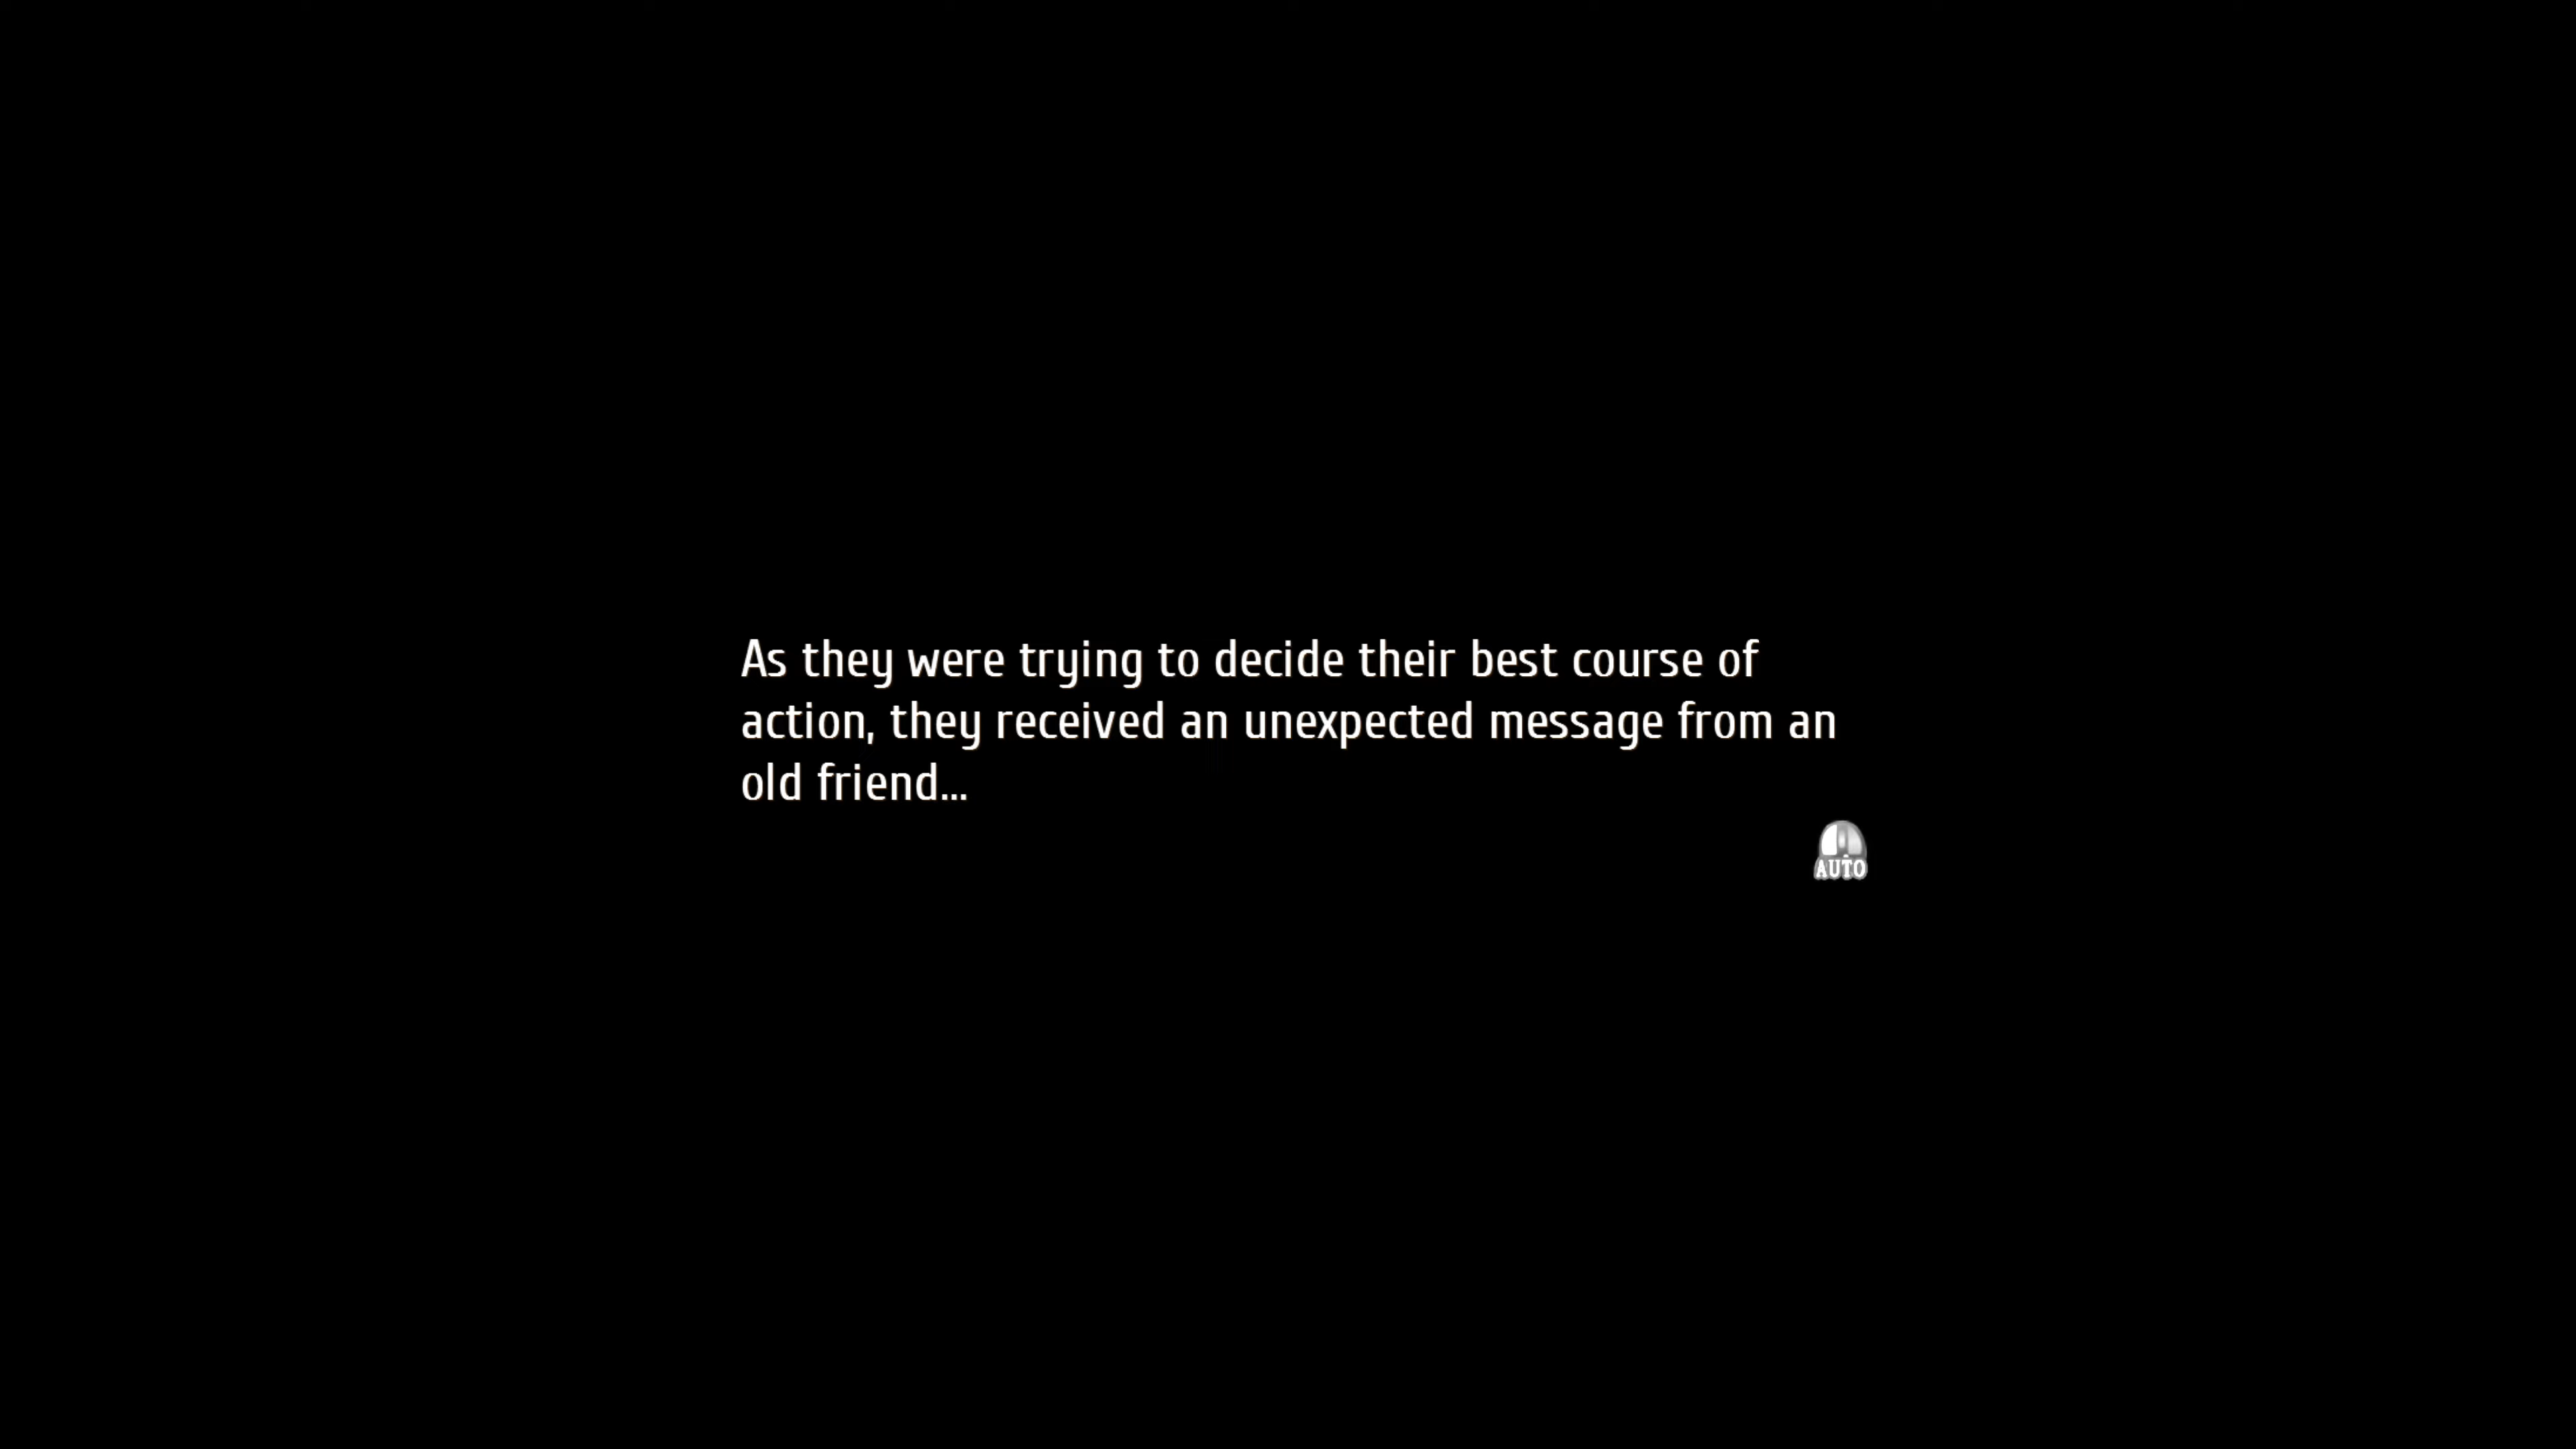 As they were trying to decide their best course of
action, they received an unexpected message from an
old friend...
AUTO